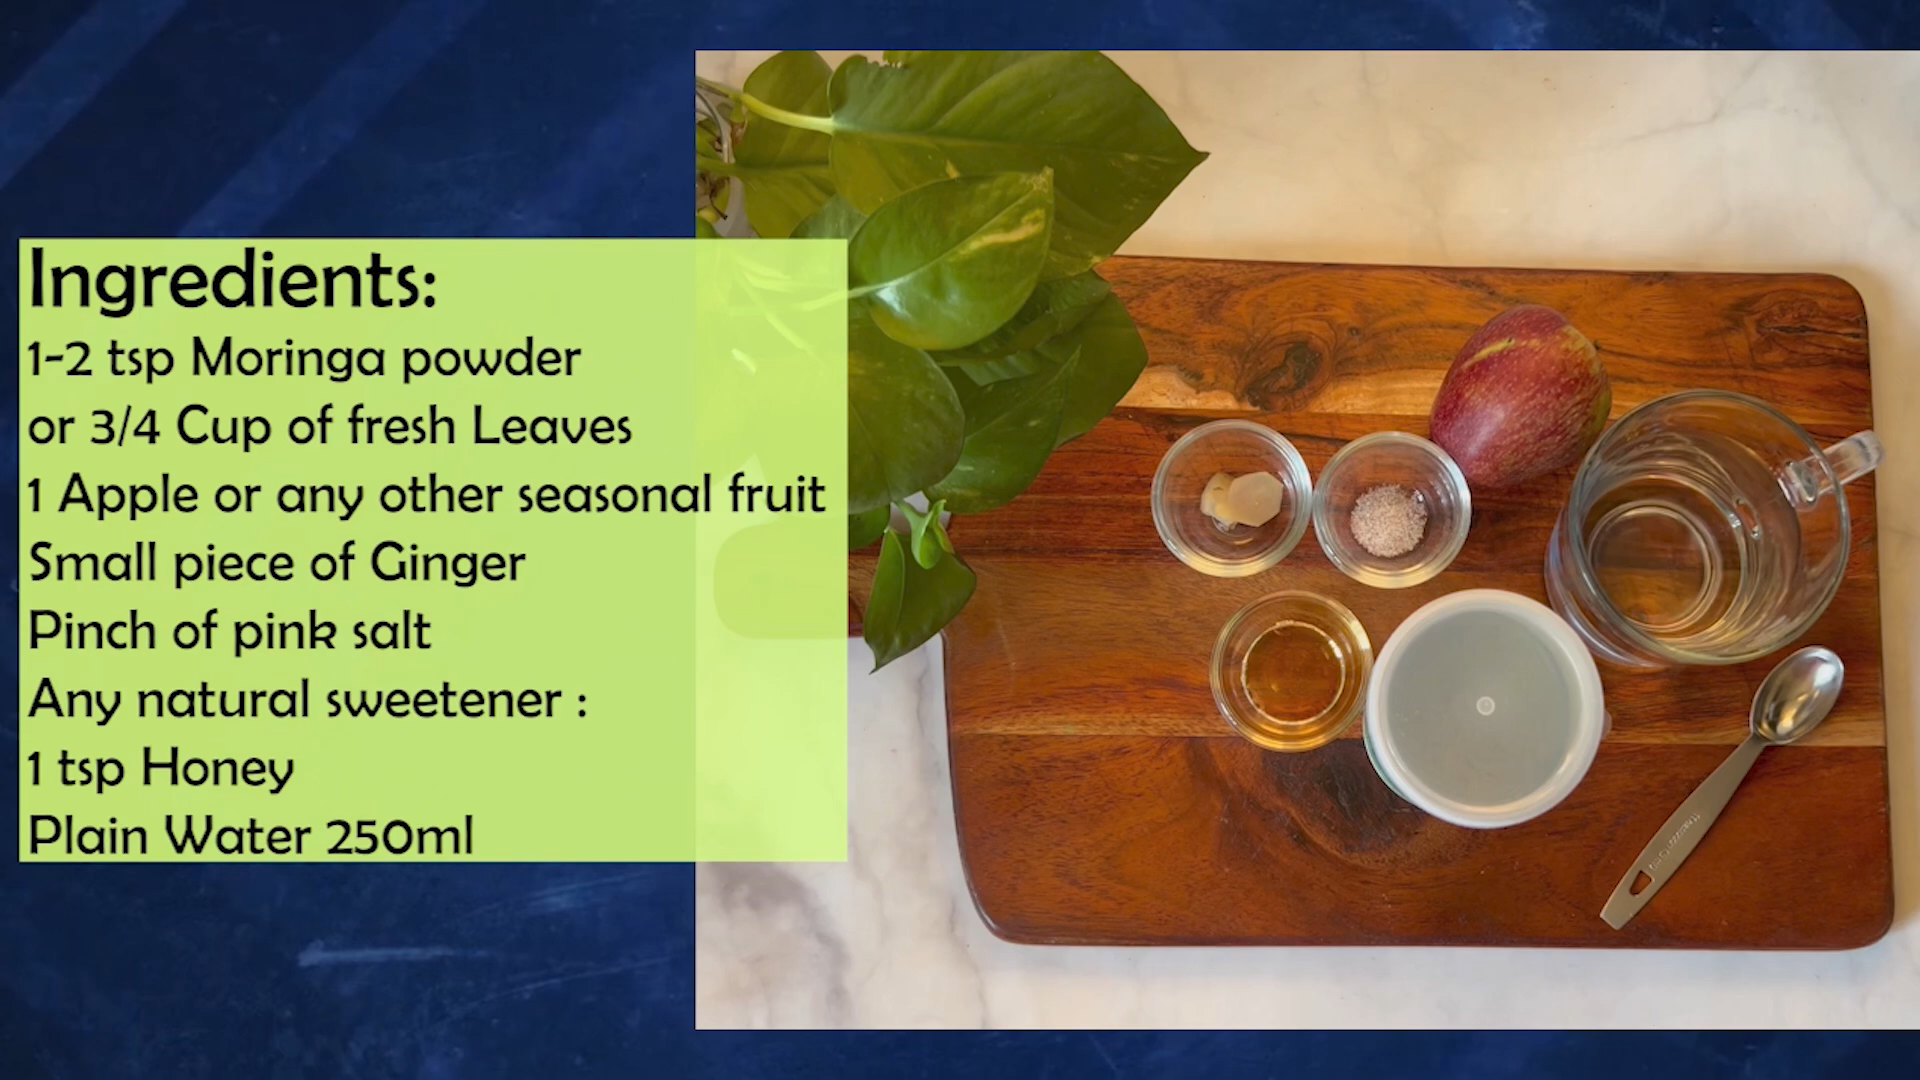 Ingredients:
1-2 tsp Moringa powder
or 3/4 Cup of fresh Leaves
1 Apple or any other seasonal fruit
Small piece of Ginger
Pinch of pink salt
Any natural sweetener :
1 tsp Honey
Plain Water 250ml